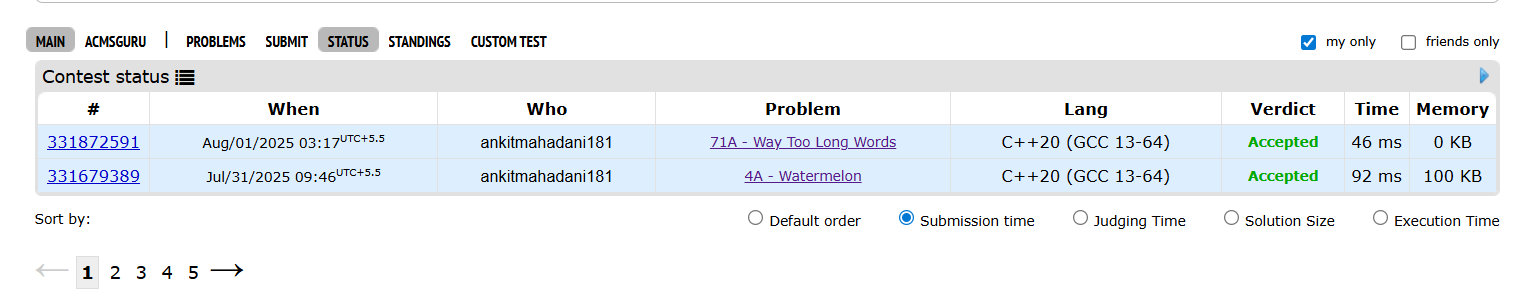 MAIN ACMSGURU | PROBLEMS SUBMIT STATUS STANDINGS CUSTOM TEST my only friends only
Contest status
# When Who Problem Lang Verdict Time Memory
331872591 Aug/01/2025 03:17UTC+5.5 ankitmahadani181 71A - Way Too Long Words C++20 (GCC 13-64) Accepted 46 ms 0 KB
331679389 Jul/31/2025 09:46UTC+5.5 ankitmahadani181 4A - Watermelon C++20 (GCC 13-64) Accepted 92 ms 100 KB
Sort by: Default order Submission time Judging Time Solution Size Execution Time
← 1 2 3 4 5 →